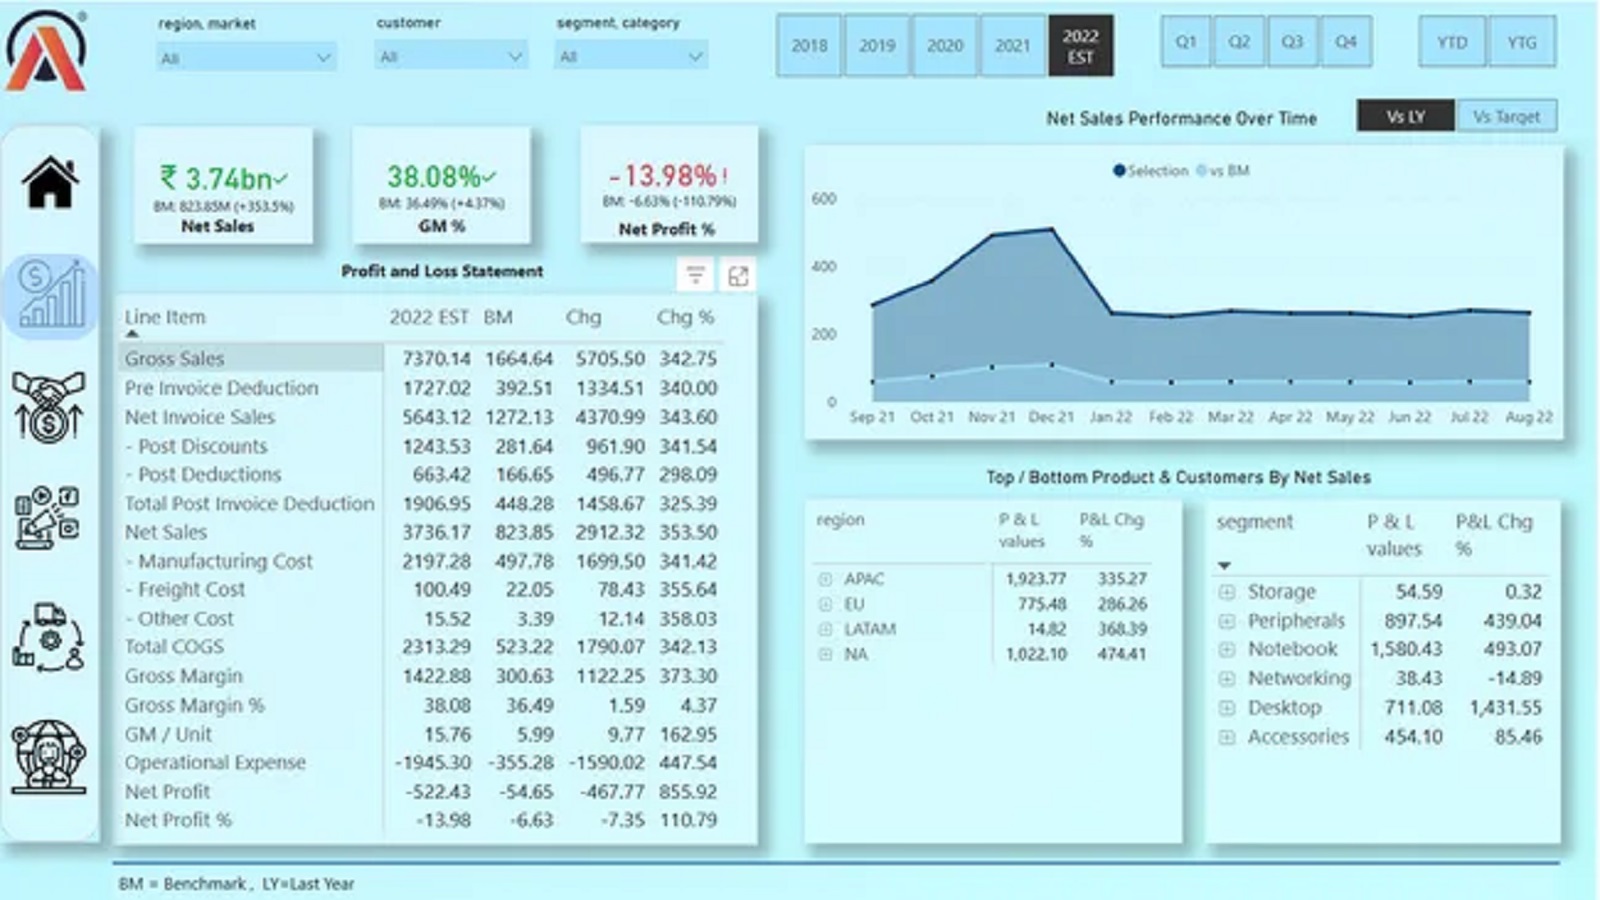 region, market
customer
segment, category
All
All
All
2018
2019
2020
2021
2022 EST
Q1
Q2
Q3
Q4
YTD
YTG
Net Sales Performance Over Time
Vs LY
Vs Target
₹ 3.74bn✓
BM: 823.85M (+353.5%)
Net Sales
38.08%✓
BM: 36.49% (+4.37%)
GM %
-13.98%!
BM: -6.63% (-110.79%)
Net Profit %
Profit and Loss Statement
Line Item 2022 EST BM Chg Chg %
Gross Sales 7370.14 1664.64 5705.50 342.75
Pre Invoice Deduction 1727.02 392.51 1334.51 340.00
Net Invoice Sales 5643.12 1272.13 4370.99 343.60
- Post Discounts 1243.53 281.64 961.90 341.54
- Post Deductions 663.42 166.65 496.77 298.09
Total Post Invoice Deduction 1906.95 448.28 1458.67 325.39
Net Sales 3736.17 823.85 2912.32 353.50
- Manufacturing Cost 2197.28 497.78 1699.50 341.42
- Freight Cost 100.49 22.05 78.43 355.64
- Other Cost 15.52 3.39 12.14 358.03
Total COGS 2313.29 523.22 1790.07 342.13
Gross Margin 1422.88 300.63 1122.25 373.30
Gross Margin % 38.08 36.49 1.59 4.37
GM / Unit 15.76 5.99 9.77 162.95
Operational Expense -1945.30 -355.28 -1590.02 447.54
Net Profit -522.43 -54.65 -467.77 855.92
Net Profit % -13.98 -6.63 -7.35 110.79
Selection vs BM
600
400
200
0
Sep 21 Oct 21 Nov 21 Dec 21 Jan 22 Feb 22 Mar 22 Apr 22 May 22 Jun 22 Jul 22 Aug 22
Top / Bottom Product & Customers By Net Sales
region P & L values P&L Chg %
APAC 1,923.77 335.27
EU 775.48 286.26
LATAM 14.82 368.39
NA 1,022.10 474.41
segment P & L values P&L Chg %
Storage 54.59 0.32
Peripherals 897.54 439.04
Notebook 1,580.43 493.07
Networking 38.43 -14.89
Desktop 711.08 1,431.55
Accessories 454.10 85.46
BM = Benchmark, LY=Last Year